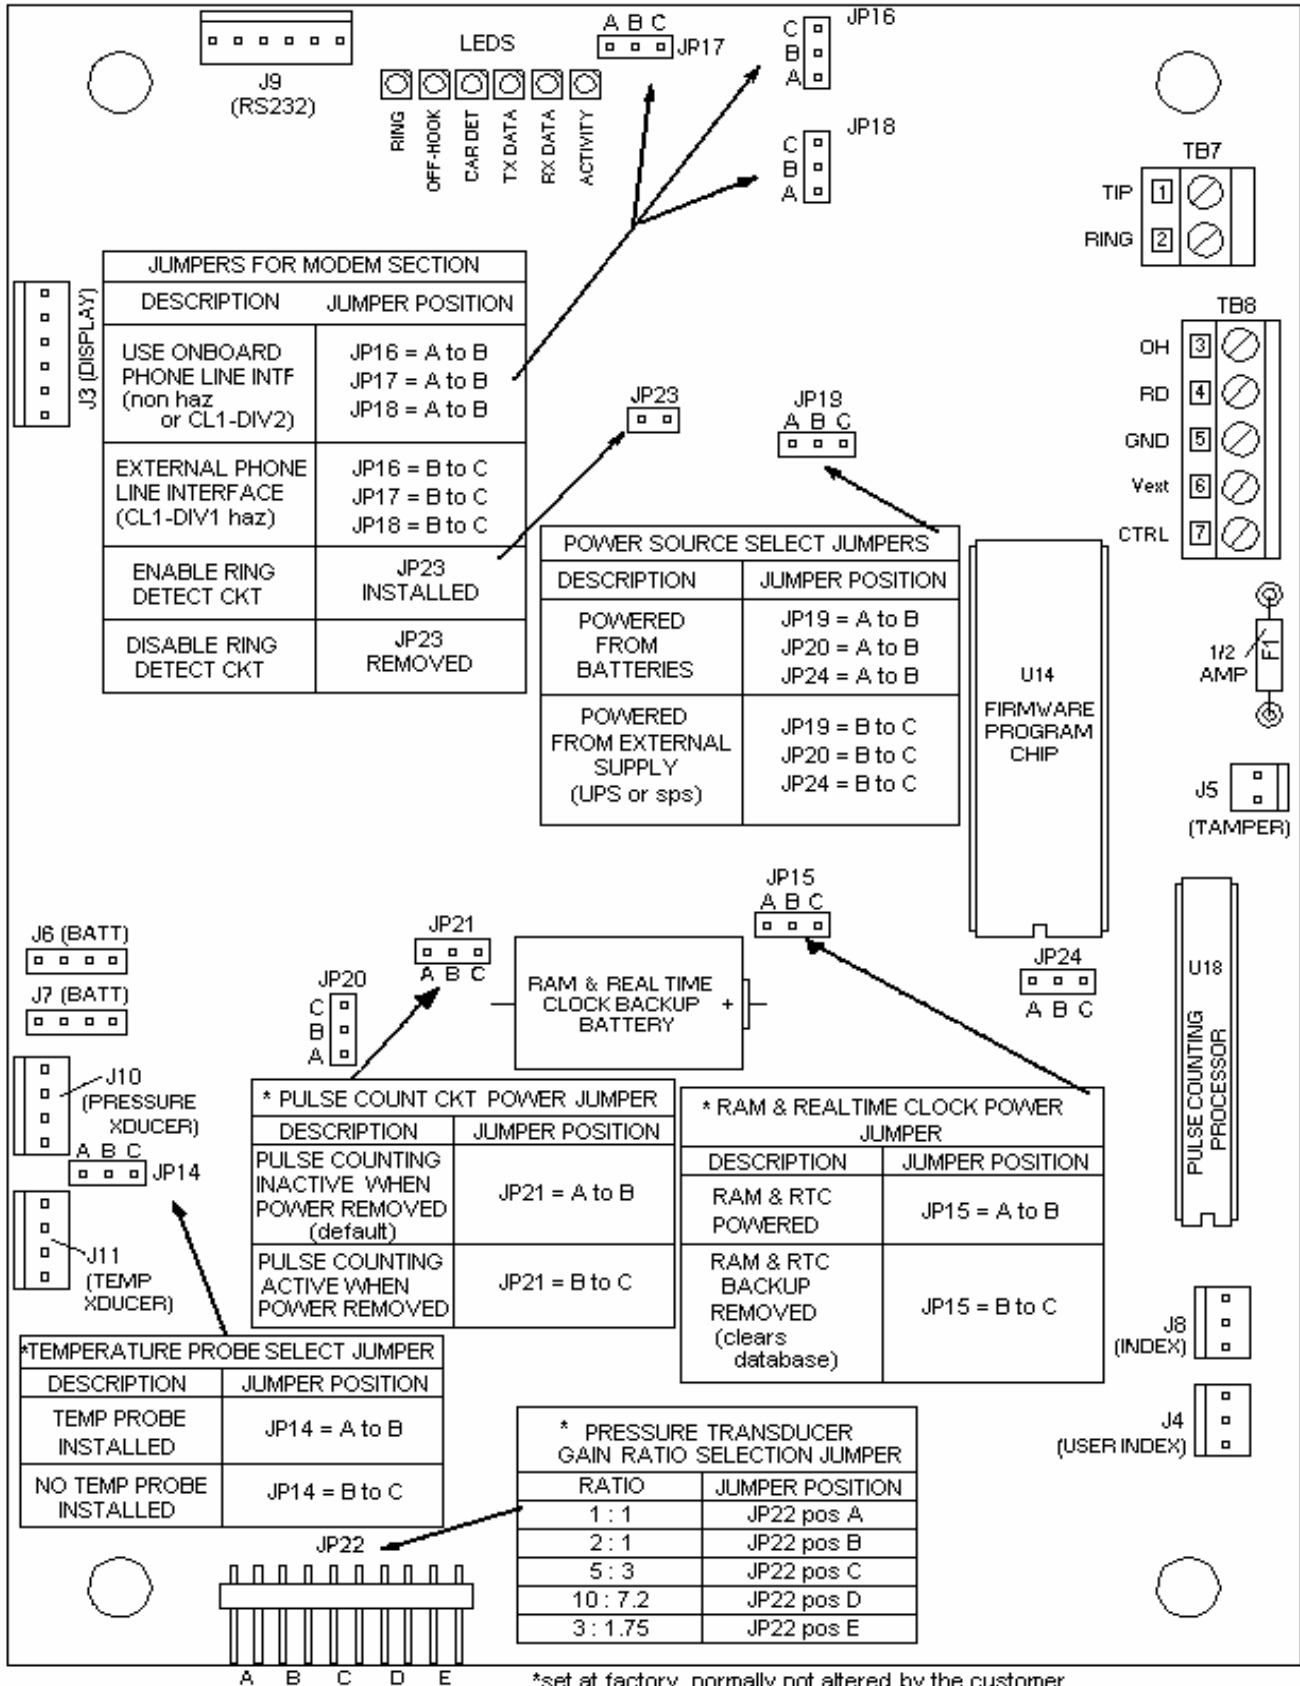 J9
(RS232)
LEDS
RING
OFF-HOOK
CAR DET
TX DATA
RX DATA
ACTIVITY
A B C
JP17
JP16
C
B
A
JP18
C
B
A
TB7
TIP 1
RING 2
TB8
OH 3
RD 4
GND 5
Vext 6
CTRL 7
J3 (DISPLAY)
JUMPERS FOR MODEM SECTION
DESCRIPTION JUMPER POSITION
USE ONBOARD
PHONE LINE INTF
(non haz
or CL1-DIV2)
JP16 = A to B
JP17 = A to B
JP18 = A to B
EXTERNAL PHONE
LINE INTERFACE
(CL1-DIV1 haz)
JP16 = B to C
JP17 = B to C
JP18 = B to C
ENABLE RING
DETECT CKT
JP23
INSTALLED
DISABLE RING
DETECT CKT
JP23
REMOVED
JP23
JP19
A B C
POWER SOURCE SELECT JUMPERS
DESCRIPTION JUMPER POSITION
POWERED
FROM
BATTERIES
JP19 = A to B
JP20 = A to B
JP24 = A to B
POWERED
FROM EXTERNAL
SUPPLY
(UPS or sps)
JP19 = B to C
JP20 = B to C
JP24 = B to C
U14
FIRMWARE
PROGRAM
CHIP
1/2
AMP
F1
J5
(TAMPER)
JP15
A B C
JP21
A B C
J6 (BATT)
J7 (BATT)
JP20
C
B
A
RAM & REAL TIME
CLOCK BACKUP
BATTERY
+
JP24
A B C
U18
PULSE COUNTING
PROCESSOR
J10
(PRESSURE
XDUCER)
A B C
JP14
J11
(TEMP
XDUCER)
* PULSE COUNT CKT POWER JUMPER
DESCRIPTION JUMPER POSITION
PULSE COUNTING
INACTIVE WHEN
POWER REMOVED
(default)
JP21 = A to B
PULSE COUNTING
ACTIVE WHEN
POWER REMOVED
JP21 = B to C
* RAM & REALTIME CLOCK POWER
JUMPER
DESCRIPTION JUMPER POSITION
RAM & RTC
POWERED
JP15 = A to B
RAM & RTC
BACKUP
REMOVED
(clears
database)
JP15 = B to C
J8
(INDEX)
J4
(USER INDEX)
*TEMPERATURE PROBE SELECT JUMPER
DESCRIPTION JUMPER POSITION
TEMP PROBE
INSTALLED
JP14 = A to B
NO TEMP PROBE
INSTALLED
JP14 = B to C
* PRESSURE TRANSDUCER
GAIN RATIO SELECTION JUMPER
RATIO JUMPER POSITION
1 : 1 JP22 pos A
2 : 1 JP22 pos B
5 : 3 JP22 pos C
10 : 7.2 JP22 pos D
3 : 1.75 JP22 pos E
JP22
A B C D E
*set at factory, normally not altered by the customer